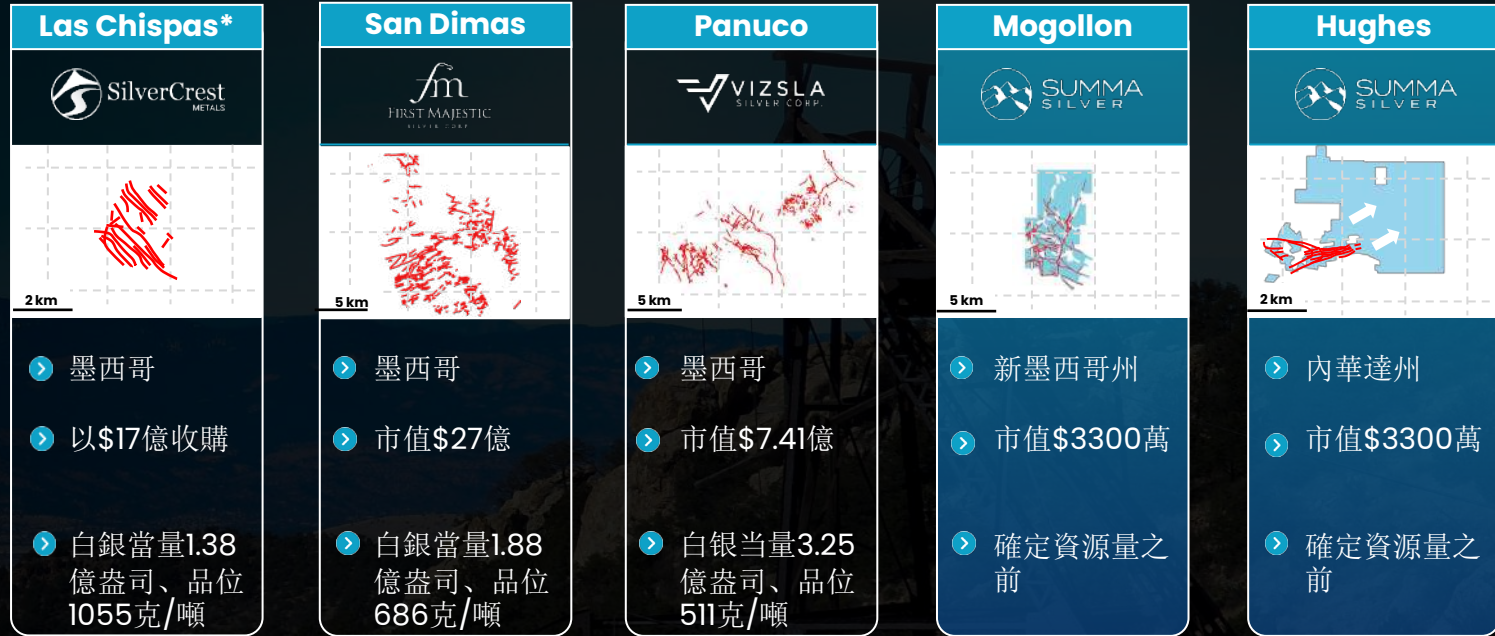 Las Chispas*
SilverCrest
METALS
2 km
墨西哥
以$17億收購
白銀當量1.38
億盎司、品位
1055克/噸
San Dimas
fm
FIRST MAJESTIC
SILVER CORP
5 km
墨西哥
市值$27億
白銀當量1.88
億盎司、品位
686克/噸
Panuco
VIZSLA
SILVER CORP.
5 km
墨西哥
市值$7.41億
白银当量3.25
億盎司、品位
511克/噸
Mogollon
SUMMA
SILVER
5 km
新墨西哥州
市值$3300萬
確定資源量之
前
Hughes
SUMMA
SILVER
2 km
內華達州
市值$3300萬
確定資源量之
前